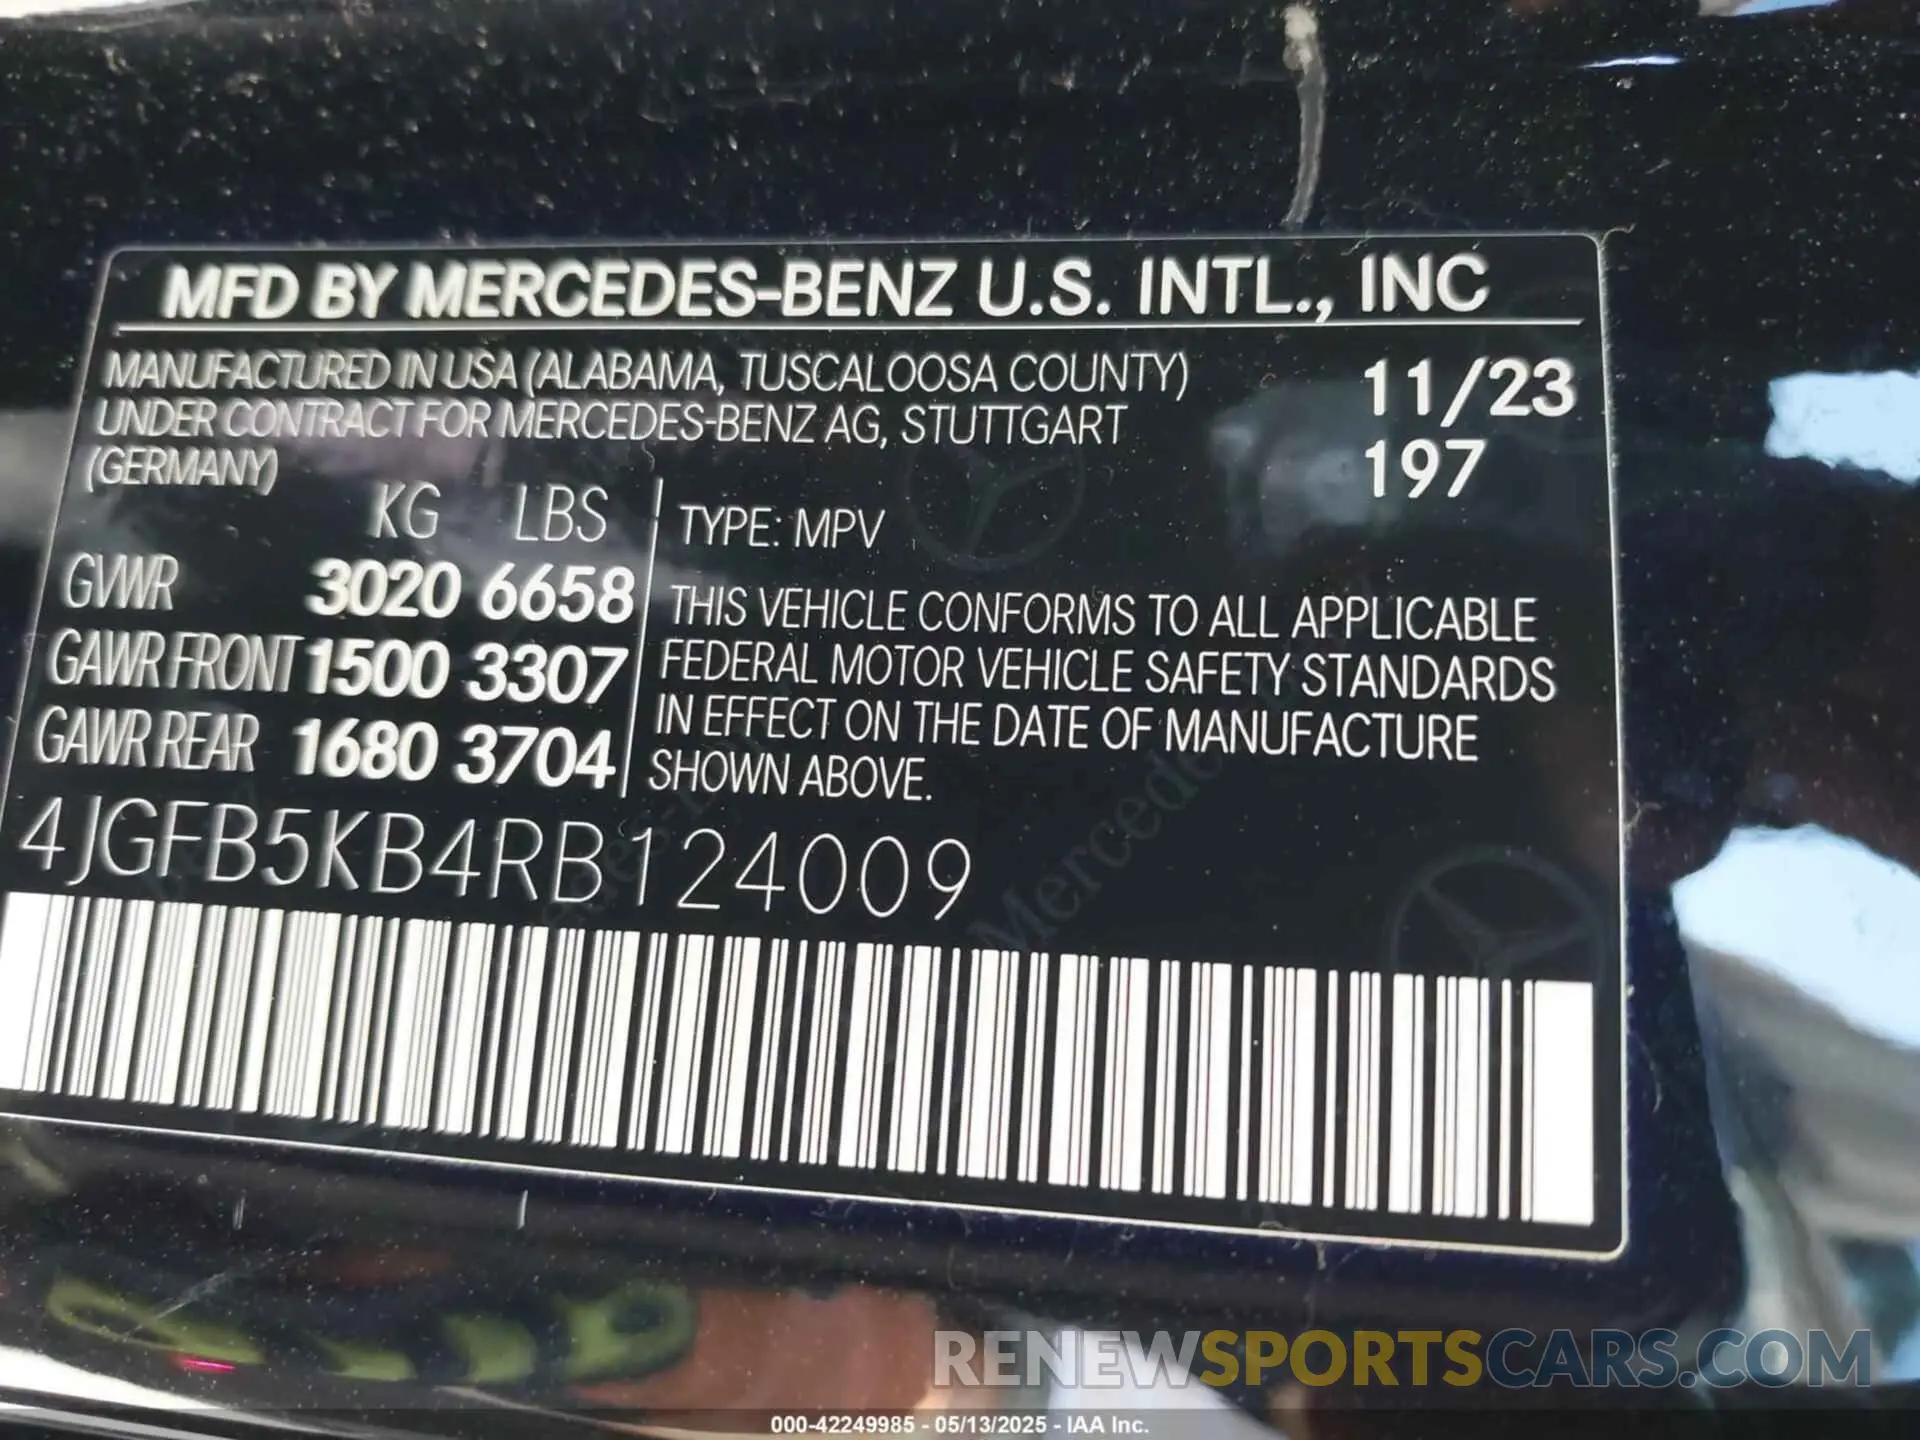 MFD BY MERCEDES-BENZ U.S. INTL., INC
MANUFACTURED IN USA (ALABAMA, TUSCALOOSA COUNTY)
UNDER CONTRACT FOR MERCEDES-BENZ AG, STUTTGART
(GERMANY)
11/23
197
KG LBS
GVWR 3020 6658
GAWR FRONT 1500 3307
GAWR REAR 1680 3704
TYPE: MPV
THIS VEHICLE CONFORMS TO ALL APPLICABLE
FEDERAL MOTOR VEHICLE SAFETY STANDARDS
IN EFFECT ON THE DATE OF MANUFACTURE
SHOWN ABOVE.
4JGFB5KB4RB124009
RENEWSPORTSCARS.COM
000-42249985 - 05/13/2025 - IAA Inc.